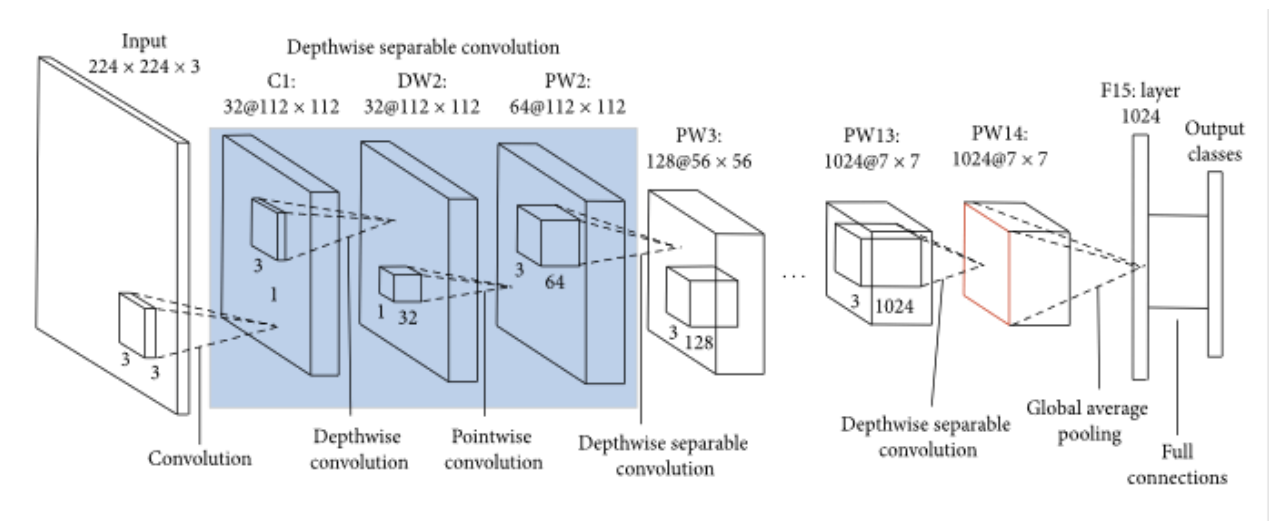 Input
224 × 224 × 3
Depthwise separable convolution
C1:
32@112 × 112
DW2:
32@112 × 112
PW2:
64@112 × 112
PW3:
128@56 × 56
PW13:
1024@7 × 7
PW14:
1024@7 × 7
F15: layer
1024
Output
classes
3
3
3
1
1
32
3
64
3
128
. . .
3
1024
Convolution
Depthwise
convolution
Pointwise
convolution
Depthwise separable
convolution
Depthwise separable
convolution
Global average
pooling
Full
connections